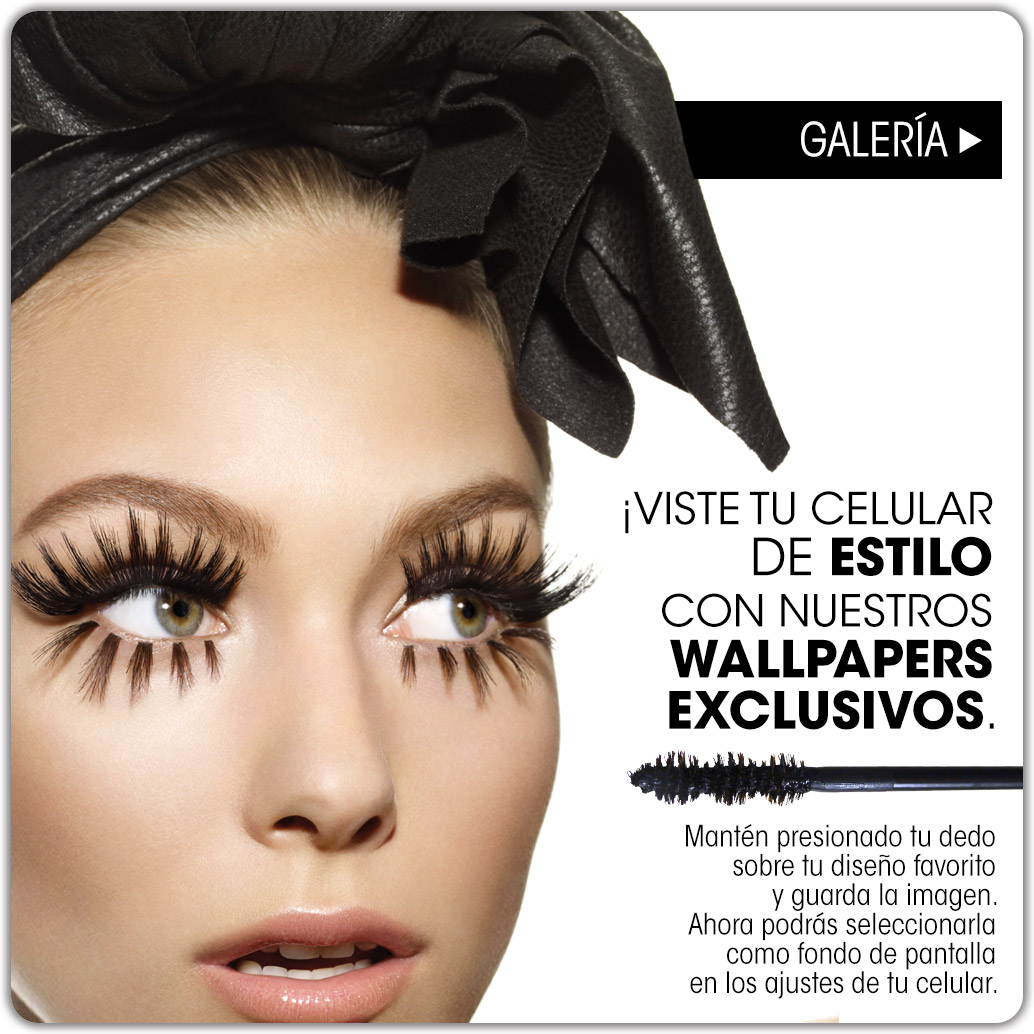 GALERÍA
¡VISTE TU CELULAR
DE ESTILO
CON NUESTROS
WALLPAPERS
EXCLUSIVOS.
Mantén presionado tu dedo
sobre tu diseño favorito
y guarda la imagen.
Ahora podrás seleccionarla
como fondo de pantalla
en los ajustes de tu celular.